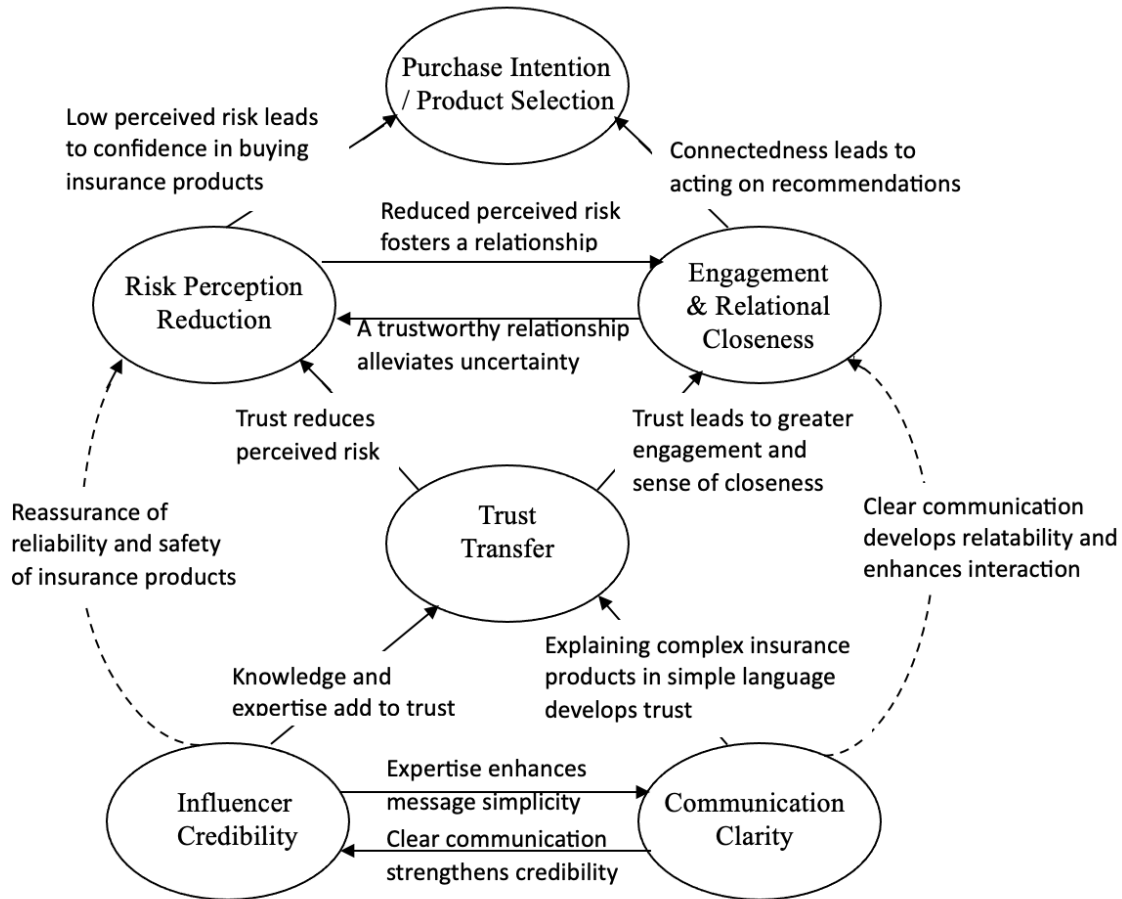 Purchase Intention
/ Product Selection
Low perceived risk leads
to confidence in buying
insurance products
Connectedness leads to
acting on recommendations
Reduced perceived risk
fosters a relationship
Risk Perception
Reduction
Engagement
& Relational
Closeness
A trustworthy relationship
alleviates uncertainty
Trust reduces
perceived risk
Trust leads to greater
engagement and
sense of closeness
Reassurance of
reliability and safety
of insurance products
Trust
Transfer
Clear communication
develops relatability and
enhances interaction
Knowledge and
expertise add to trust
Explaining complex insurance
products in simple language
develops trust
Influencer
Credibility
Expertise enhances
message simplicity
Clear communication
strengthens credibility
Communication
Clarity